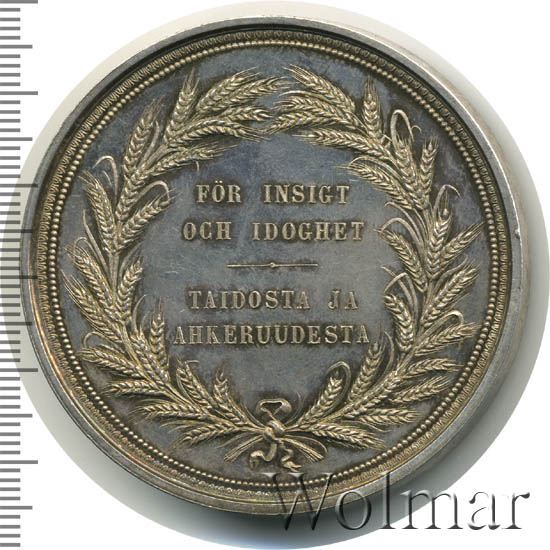 FÖR INSIGT
OCH IDOGHET
TAIDOSTA JA
AHKERUUDESTA
Wolmar